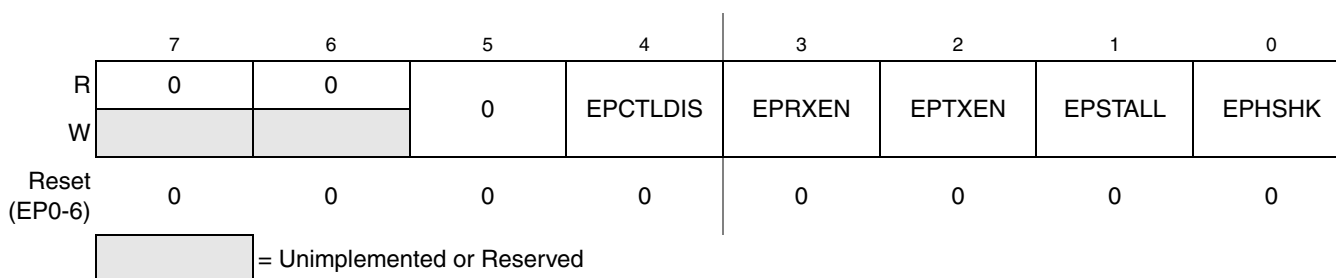 7 6 5 4 3 2 1 0
R 0 0 0 EPCTLDIS EPRXEN EPTXEN EPSTALL EPHSHK
W
Reset 0 0 0 0 0 0 0 0
(EP0-6)
= Unimplemented or Reserved